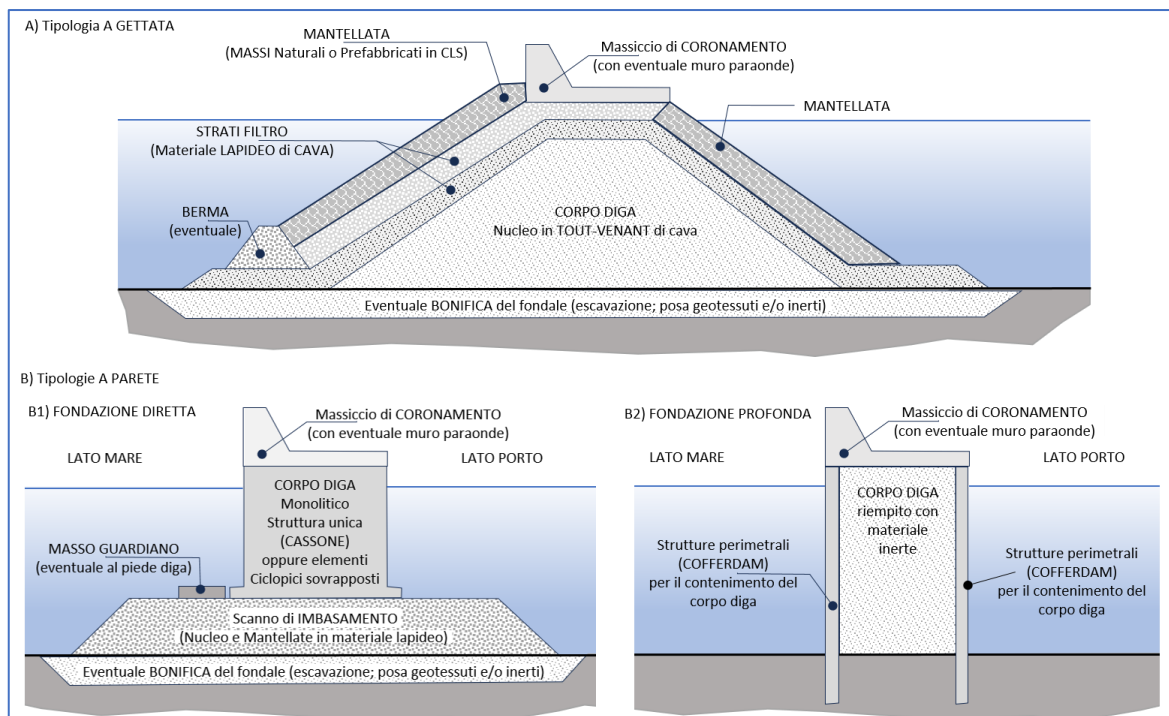 A) Tipologia A GETTATA
MANTELLATA
(MASSI Naturali o Prefabbricati in CLS)
Massiccio di CORONAMENTO
(con eventuale muro paraonde)
MANTELLATA
STRATI FILTRO
(Materiale LAPIDEO di CAVA)
BERMA
(eventuale)
CORPO DIGA
Nucleo in TOUT-VENANT di cava
Eventuale BONIFICA del fondale (escavazione; posa geotessuti e/o inerti)
B) Tipologie A PARETE
B1) FONDAZIONE DIRETTA
Massiccio di CORONAMENTO
(con eventuale muro paraonde)
LATO MARE
LATO PORTO
CORPO DIGA
Monolitico
Struttura unica
(CASSONE)
oppure elementi
Ciclopici sovrapposti
MASSO GUARDIANO
(eventuale al piede diga)
Scanno di IMBASAMENTO
(Nucleo e Mantellate in materiale lapideo)
Eventuale BONIFICA del fondale (escavazione; posa geotessuti e/o inerti)
B2) FONDAZIONE PROFONDA
Massiccio di CORONAMENTO
(con eventuale muro paraonde)
LATO MARE
LATO PORTO
CORPO DIGA
riempito con
materiale
inerte
Strutture perimetrali
(COFFERDAM)
per il contenimento del
corpo diga
Strutture perimetrali
(COFFERDAM)
per il contenimento del
corpo diga